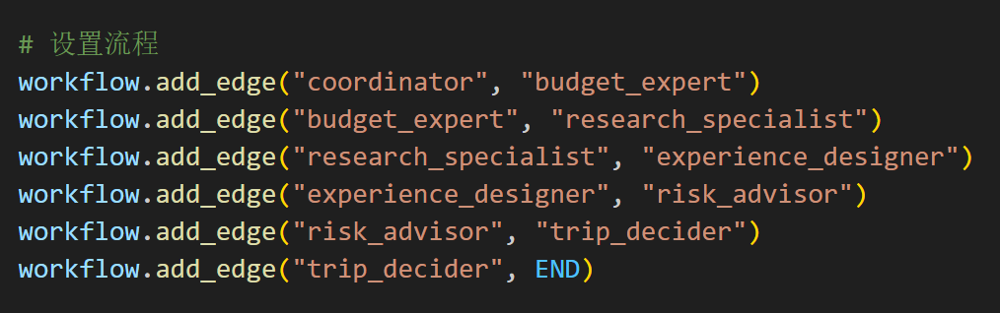 # 设置流程
workflow.add_edge("coordinator", "budget_expert")
workflow.add_edge("budget_expert", "research_specialist")
workflow.add_edge("research_specialist", "experience_designer")
workflow.add_edge("experience_designer", "risk_advisor")
workflow.add_edge("risk_advisor", "trip_decider")
workflow.add_edge("trip_decider", END)